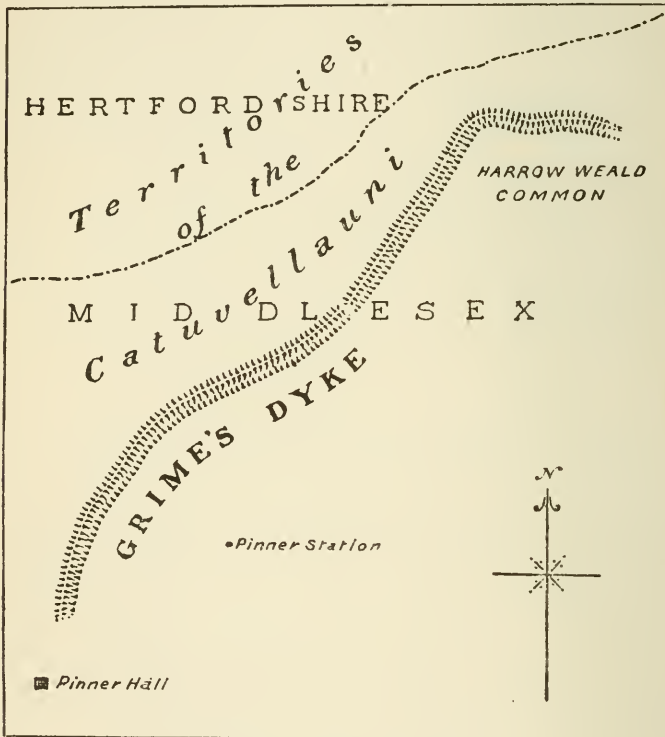 HERTFORDSHIRE
Territories
of the
Catuvellauni
MIDDLESEX
GRIME'S DYKE
HARROW WEALD
COMMON
Pinner Station
N
Pinner Hall